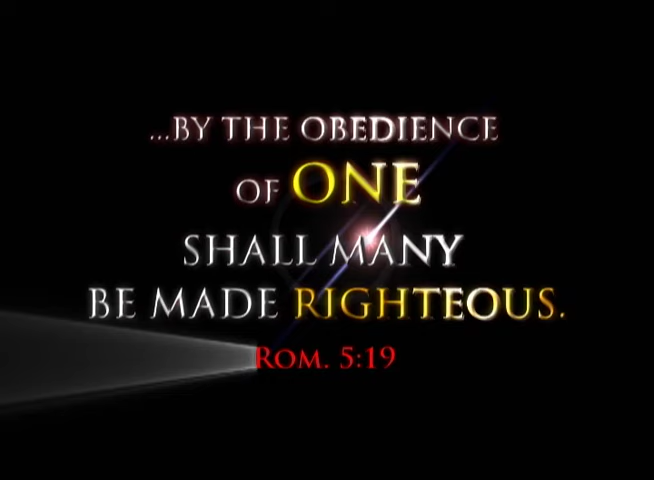 ...BY THE OBEDIENCE
OF ONE
SHALL MANY
BE MADE RIGHTEOUS.
ROM. 5:19